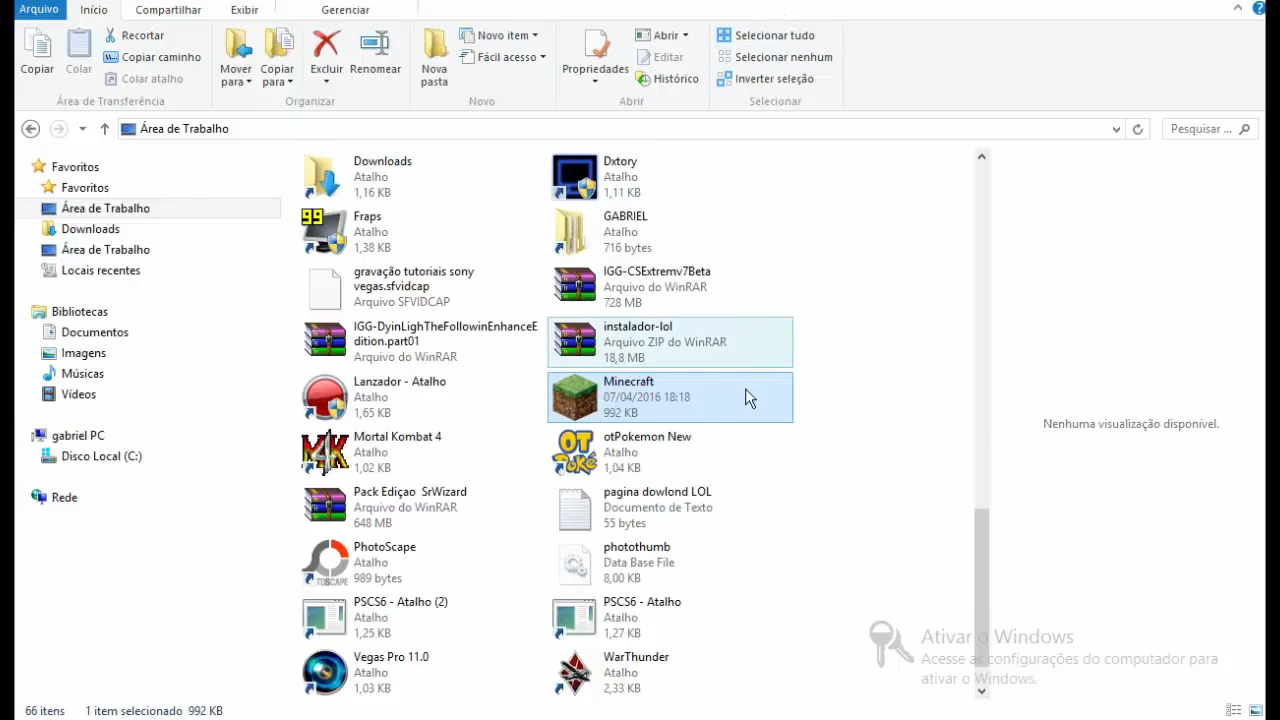 Arquivo Início Compartilhar Exibir Gerenciar
Copiar
Colar
Recortar
Copiar caminho
Colar atalho
Área de Transferência
Mover para
Copiar para
Excluir
Renomear
Organizar
Nova pasta
Novo item
Fácil acesso
Novo
Propriedades
Abrir
Editar
Histórico
Abrir
Selecionar tudo
Selecionar nenhum
Inverter seleção
Selecionar
Área de Trabalho
Pesquisar ...
Favoritos
Favoritos
Área de Trabalho
Downloads
Área de Trabalho
Locais recentes
Bibliotecas
Documentos
Imagens
Músicas
Vídeos
gabriel PC
Disco Local (C:)
Rede
Downloads
Atalho
1,16 KB
Dxtory
Atalho
1,11 KB
99
Fraps
Atalho
1,38 KB
GABRIEL
Atalho
716 bytes
gravação tutoriais sony
vegas.sfvidcap
Arquivo SFVIDCAP
IGG-CSExtremv7Beta
Arquivo do WinRAR
728 MB
IGG-DyinLighTheFollowinEnhanceE
dition.part01
Arquivo do WinRAR
instalador-lol
Arquivo ZIP do WinRAR
18,8 MB
Lanzador - Atalho
Atalho
1,65 KB
Minecraft
07/04/2016 18:18
992 KB
MK4
Mortal Kombat 4
Atalho
1,02 KB
OT
Poké
otPokemon New
Atalho
1,04 KB
Pack Ediçao  SrWizard
Arquivo do WinRAR
648 MB
pagina dowlond LOL
Documento de Texto
55 bytes
PhotoScape
Atalho
989 bytes
photothumb
Data Base File
8,00 KB
PSCS6 - Atalho (2)
Atalho
1,25 KB
PSCS6 - Atalho
Atalho
1,27 KB
Vegas Pro 11.0
Atalho
1,03 KB
WarThunder
Atalho
2,33 KB
Nenhuma visualização disponível.
Ativar o Windows
Acesse as configurações do computador para
ativar o Windows.
66 itens 1 item selecionado 992 KB